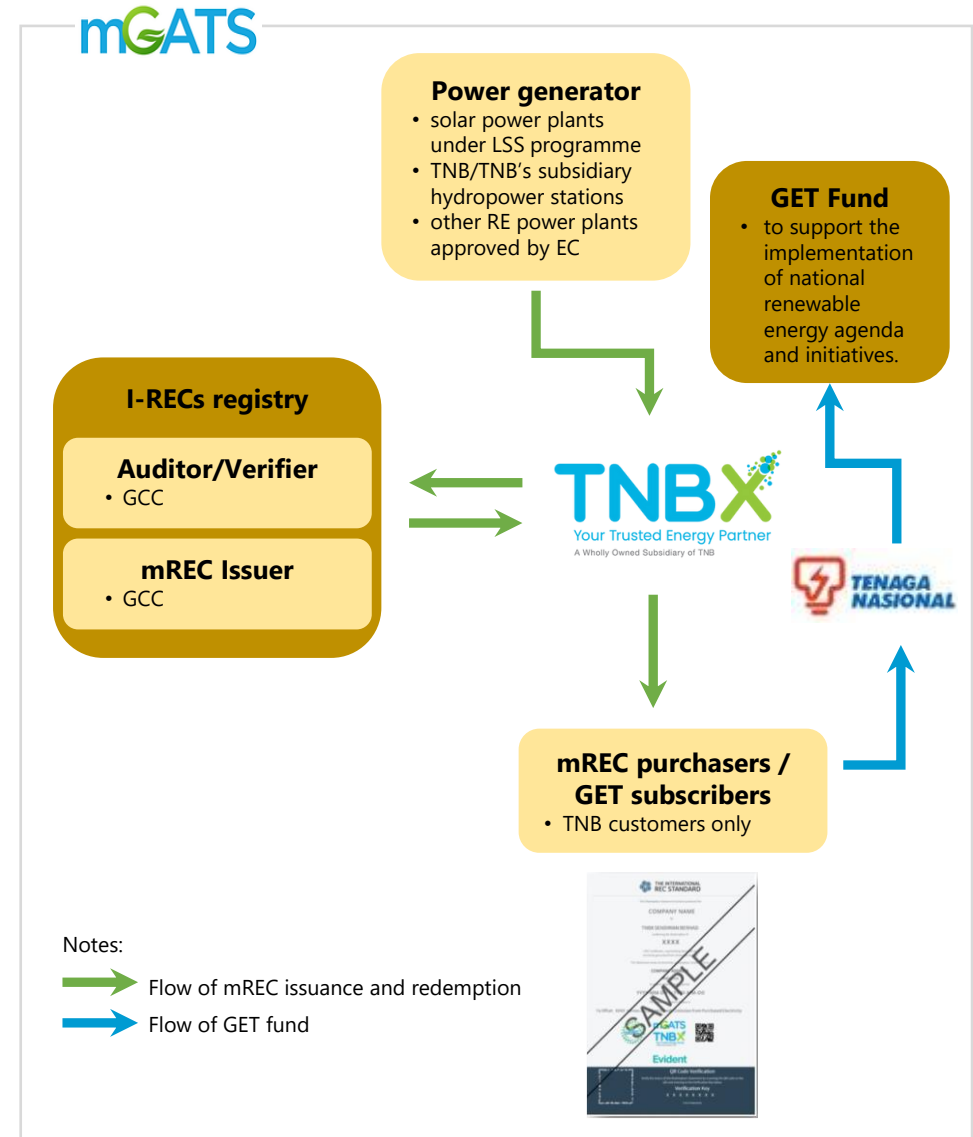 mGATS
Power generator
• solar power plants
under LSS programme
• TNB/TNB's subsidiary
hydropower stations
• other RE power plants
approved by EC
GET Fund
• to support the
implementation
of national
renewable
energy agenda
and initiatives.
I-RECs registry
Auditor/Verifier
• GCC
mREC Issuer
• GCC
TNBX
Your Trusted Energy Partner
A Wholly Owned Subsidiary of TNB
TENAGA
NASIONAL
mREC purchasers /
GET subscribers
• TNB customers only
THE INTERNATIONAL
REC STANDARD
COMPANY NAME
XXXX
SAMPLE
mGATS
TNBX
Evident
QR Code Verification
Verification Key
X X X X X X X X
Notes:
Flow of mREC issuance and redemption
Flow of GET fund